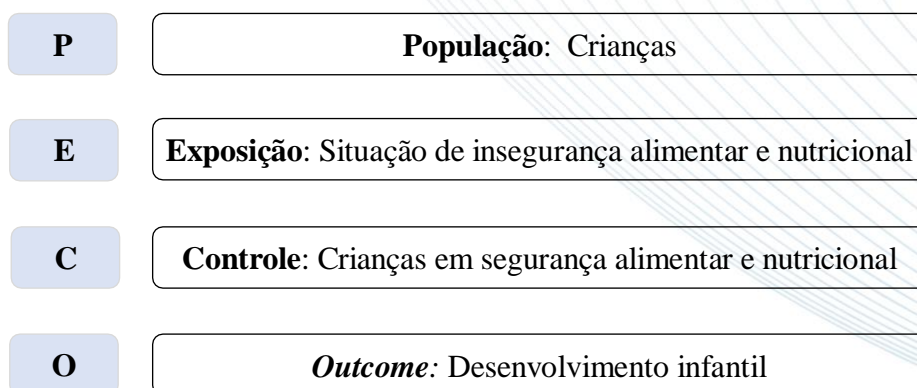 P
População: Crianças
E
Exposição: Situação de insegurança alimentar e nutricional
C
Controle: Crianças em segurança alimentar e nutricional
O
Outcome: Desenvolvimento infantil